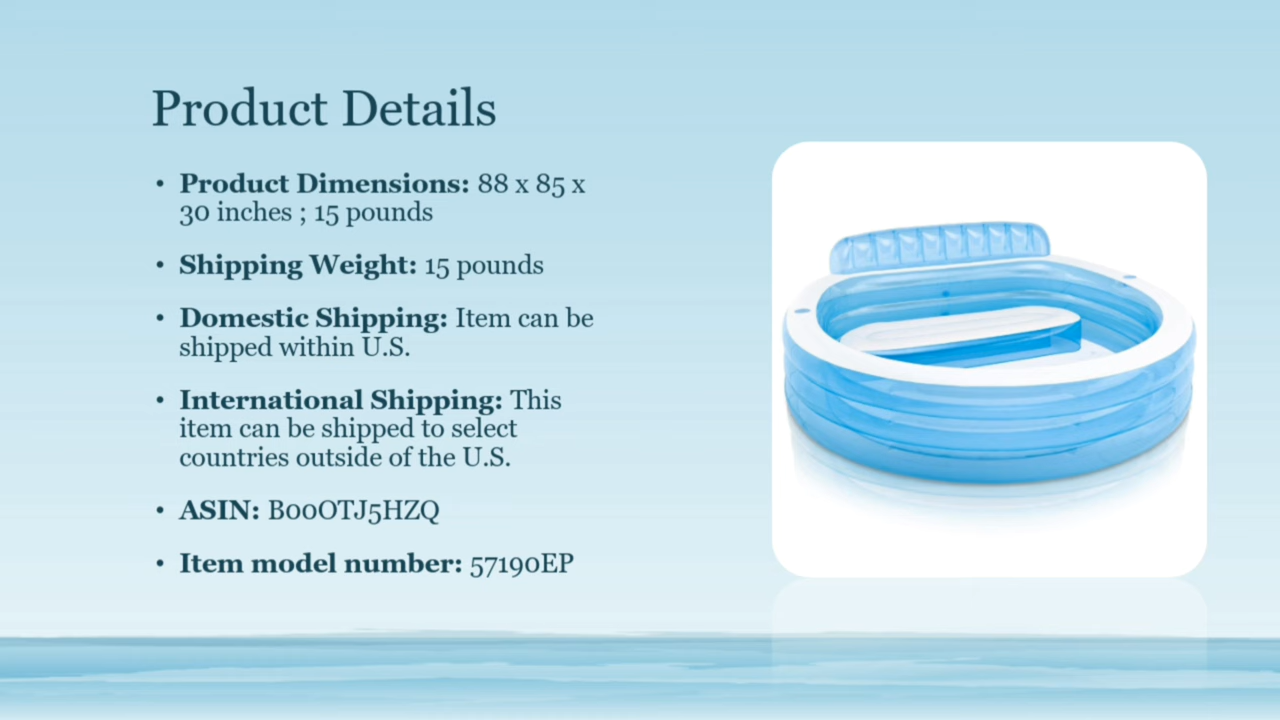 Product Details
• Product Dimensions: 88 x 85 x
30 inches ; 15 pounds
• Shipping Weight: 15 pounds
• Domestic Shipping: Item can be
shipped within U.S.
• International Shipping: This
item can be shipped to select
countries outside of the U.S.
• ASIN: B00OTJ5HZQ
• Item model number: 57190EP